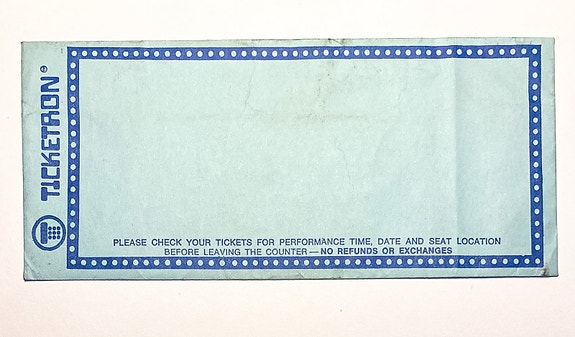 TICKETRON®
PLEASE CHECK YOUR TICKETS FOR PERFORMANCE TIME, DATE AND SEAT LOCATION
BEFORE LEAVING THE COUNTER—NO REFUNDS OR EXCHANGES